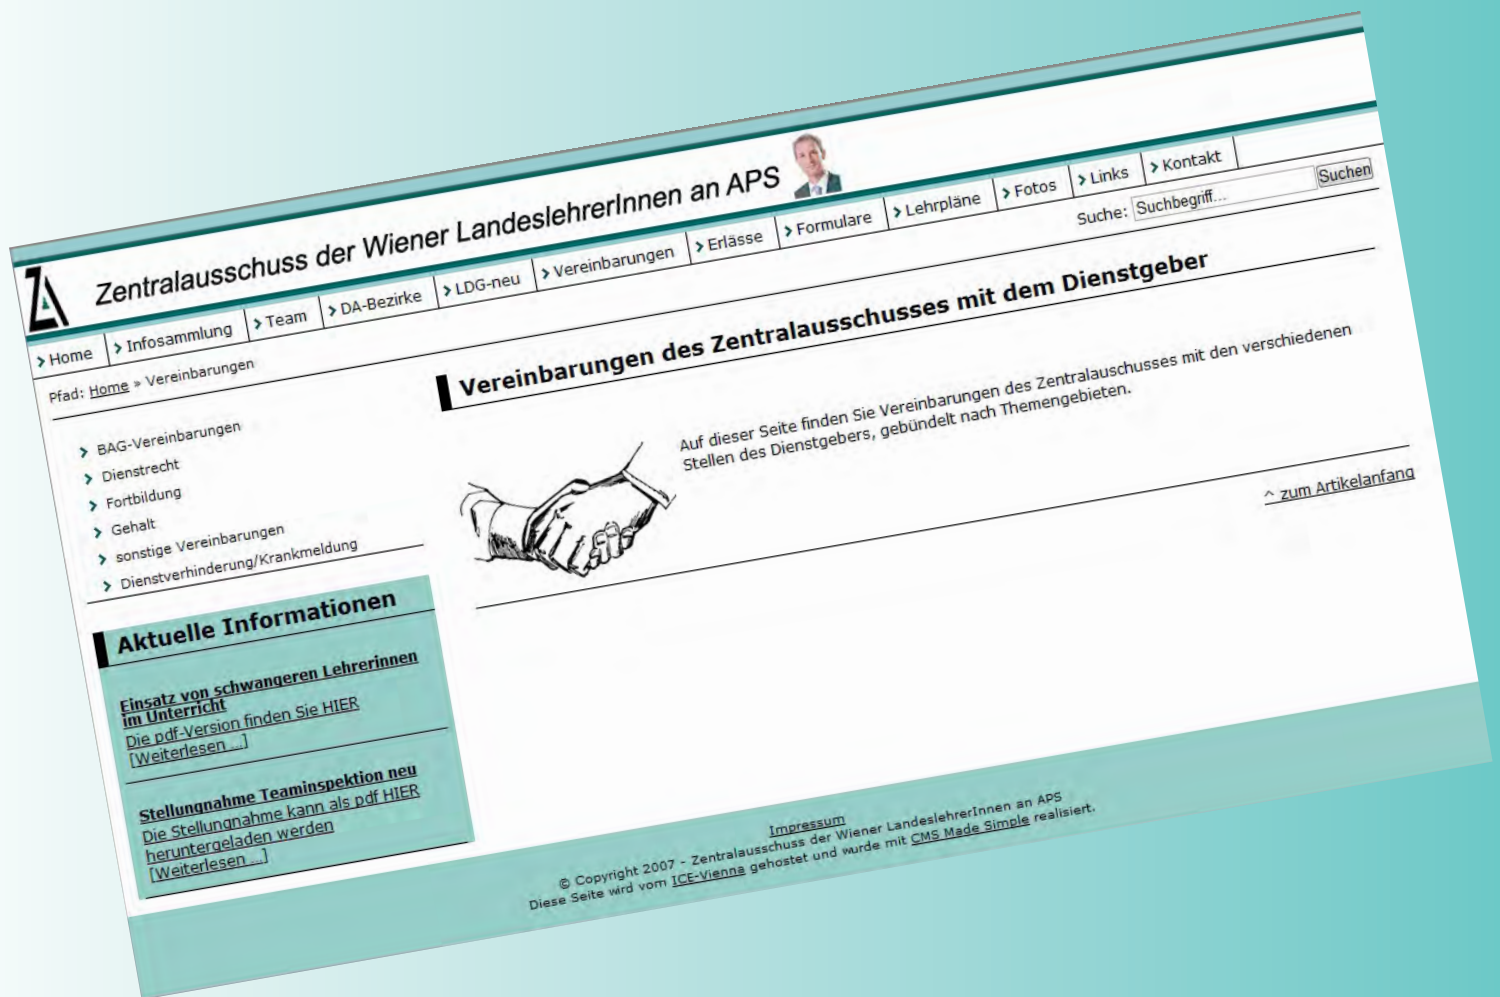 ZA
Zentralausschuss der Wiener LandeslehrerInnen an APS
Home
Infosammlung
Team
DA-Bezirke
LDG-neu
Vereinbarungen
Erlässe
Formulare
Lehrpläne
Fotos
Links
Kontakt
Pfad: Home » Vereinbarungen
Suche: Suchbegriff... Suchen
BAG-Vereinbarungen
Dienstrecht
Fortbildung
Gehalt
sonstige Vereinbarungen
Dienstverhinderung/Krankmeldung
Aktuelle Informationen
Einsatz von schwangeren Lehrerinnen
im Unterricht
Die pdf-Version finden Sie HIER
[Weiterlesen ...]
Stellungnahme Teaminspektion neu
Die Stellungnahme kann als pdf HIER
heruntergeladen werden
[Weiterlesen ...]
Vereinbarungen des Zentralausschusses mit dem Dienstgeber
Auf dieser Seite finden Sie Vereinbarungen des Zentralauschusses mit den verschiedenen
Stellen des Dienstgebers, gebündelt nach Themengebieten.
^ zum Artikelanfang
Impressum
© Copyright 2007 - Zentralausschuss der Wiener LandeslehrerInnen an APS
Diese Seite wird vom ICE-Vienna gehostet und wurde mit CMS Made Simple realisiert.